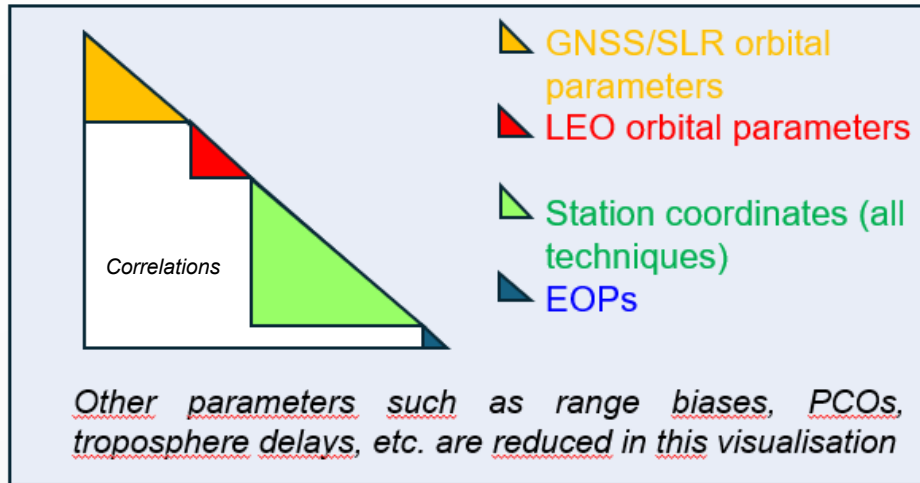 GNSS/SLR orbital
parameters
LEO orbital parameters
Station coordinates (all
techniques)
EOPs
Correlations
Other parameters such as range biases, PCOs,
troposphere delays, etc. are reduced in this visualisation